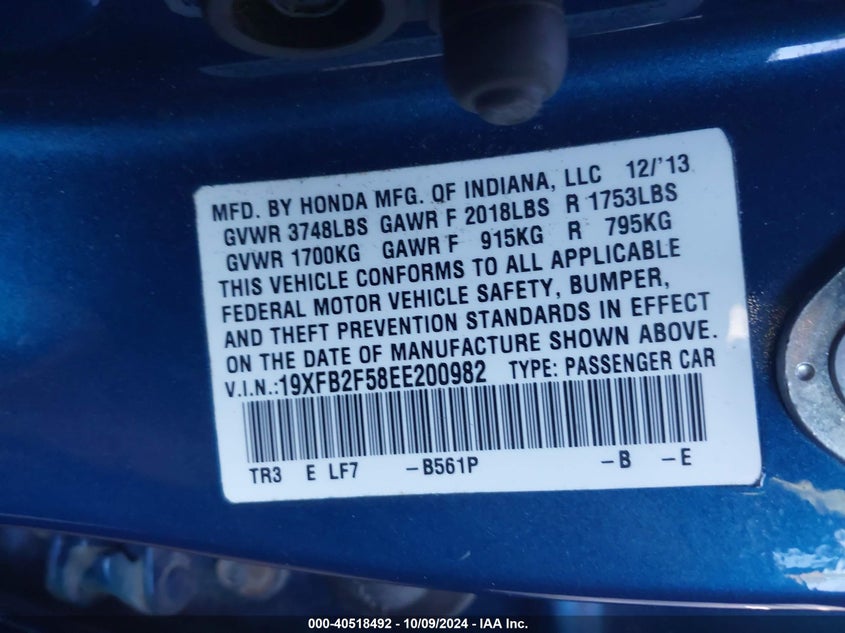 MFD. BY HONDA MFG. OF INDIANA, LLC 12/'13
GVWR 3748LBS GAWR F 2018LBS R 1753LBS
GVWR 1700KG GAWR F 915KG R 795KG
THIS VEHICLE CONFORMS TO ALL APPLICABLE
FEDERAL MOTOR VEHICLE SAFETY, BUMPER,
AND THEFT PREVENTION STANDARDS IN EFFECT
ON THE DATE OF MANUFACTURE SHOWN ABOVE.
V.I.N.:19XFB2F58EE200982 TYPE: PASSENGER CAR
TR3 E LF7 -B561P -B -E
000-40518492 - 10/09/2024 - IAA Inc.